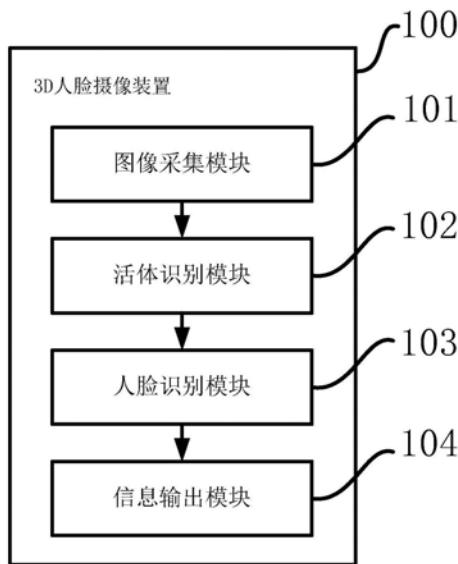 100
3D人脸摄像装置
101
图像采集模块
102
活体识别模块
103
人脸识别模块
104
信息输出模块